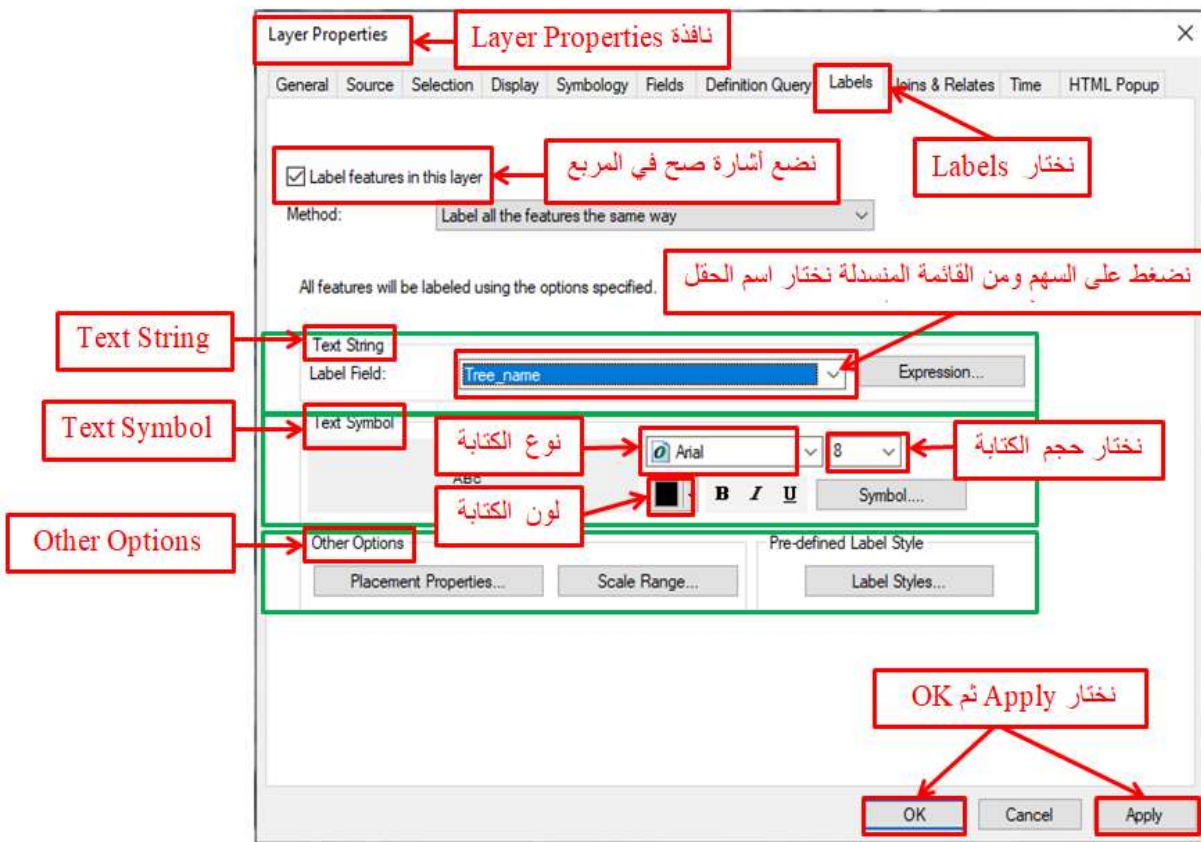 Layer Properties
نافذة Layer Properties
General Source Selection Display Symbology Fields Definition Query Labels Joins & Relates Time HTML Popup
نختار Labels
Label features in this layer
نضع أشارة صح في المربع
Method: Label all the features the same way
نضغط على السهم ومن القائمة المنسدلة نختار اسم الحقل
All features will be labeled using the options specified.
Text String
Text String
Label Field: Tree_name Expression...
Text Symbol
Text Symbol
نوع الكتابة
Arial 8
نختار حجم الكتابة
لون الكتابة
B I U Symbol....
Other Options
Other Options
Pre-defined Label Style
Placement Properties... Scale Range... Label Styles...
نختار Apply ثم OK
OK Cancel Apply